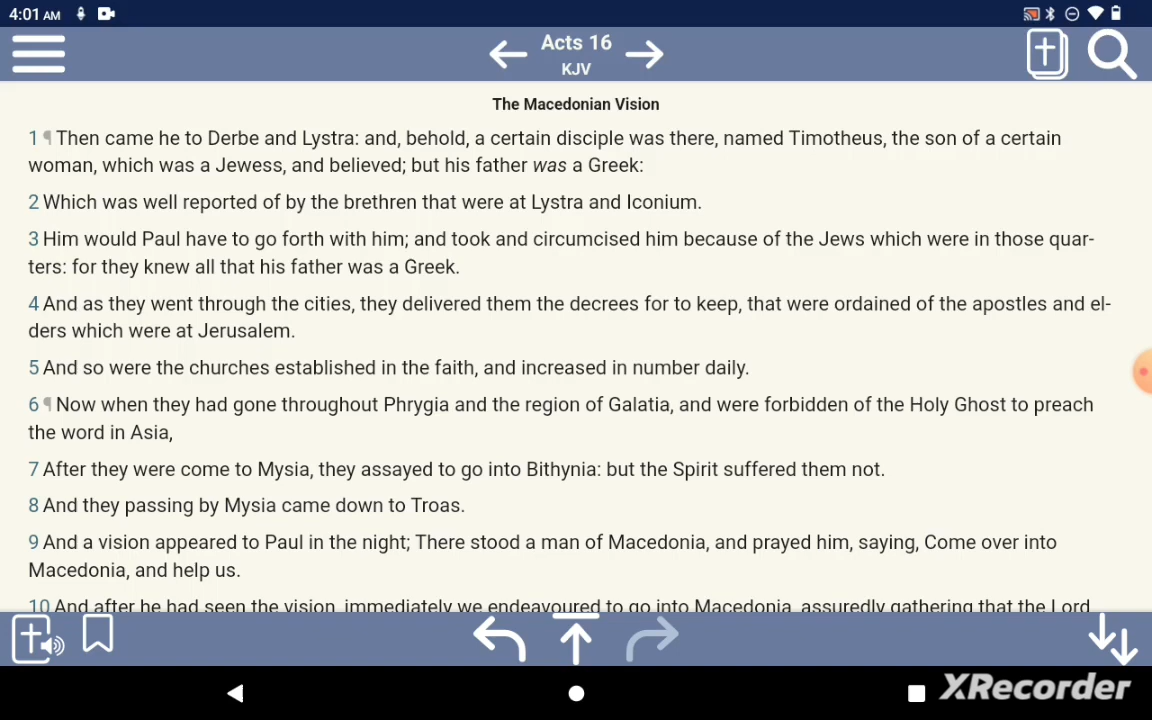 4:01 AM
Acts 16
KJV
The Macedonian Vision
1 ¶ Then came he to Derbe and Lystra: and, behold, a certain disciple was there, named Timotheus, the son of a certain
woman, which was a Jewess, and believed; but his father was a Greek:
2 Which was well reported of by the brethren that were at Lystra and Iconium.
3 Him would Paul have to go forth with him; and took and circumcised him because of the Jews which were in those quar-
ters: for they knew all that his father was a Greek.
4 And as they went through the cities, they delivered them the decrees for to keep, that were ordained of the apostles and el-
ders which were at Jerusalem.
5 And so were the churches established in the faith, and increased in number daily.
6 ¶ Now when they had gone throughout Phrygia and the region of Galatia, and were forbidden of the Holy Ghost to preach
the word in Asia,
7 After they were come to Mysia, they assayed to go into Bithynia: but the Spirit suffered them not.
8 And they passing by Mysia came down to Troas.
9 And a vision appeared to Paul in the night; There stood a man of Macedonia, and prayed him, saying, Come over into
Macedonia, and help us.
10 And after he had seen the vision, immediately we endeavoured to go into Macedonia, assuredly gathering that the Lord
XRecorder